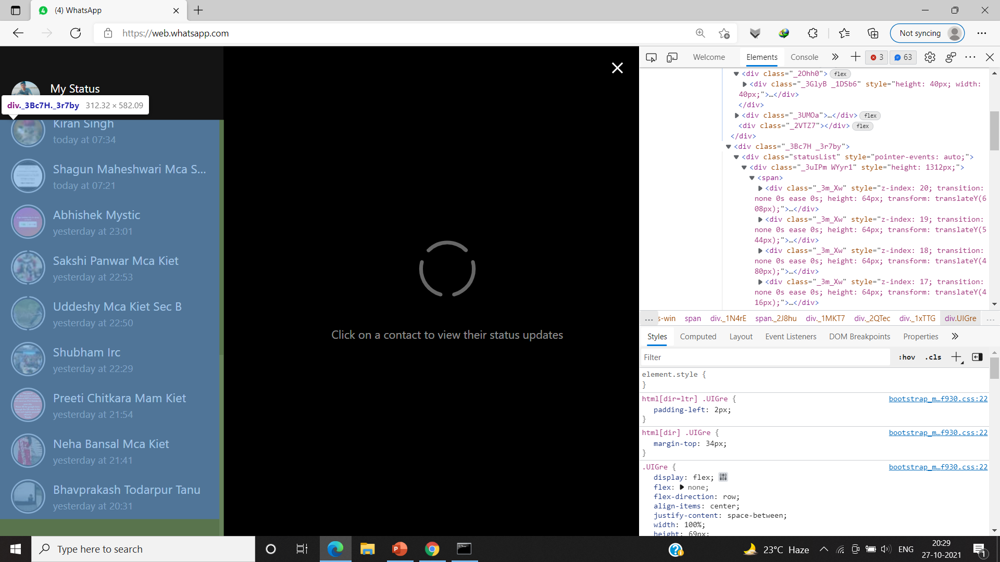 (4) WhatsApp
https://web.whatsapp.com
Not syncing
My Status
div._3Bc7H._3r7by 312.32 × 582.09
Kiran Singh
today at 07:34
Shagun Maheshwari Mca S...
today at 07:21
Abhishek Mystic
yesterday at 23:01
Sakshi Panwar Mca Kiet
yesterday at 22:53
Uddeshy Mca Kiet Sec B
yesterday at 22:50
Shubham Irc
yesterday at 22:29
Preeti Chitkara Mam Kiet
yesterday at 21:54
Neha Bansal Mca Kiet
yesterday at 21:41
Bhavprakash Todarpur Tanu
yesterday at 20:31
Click on a contact to view their status updates
Welcome Elements Console 3 63
<div class="_2Ohh0"> flex
<div class="_3GlyB _1DSb6" style="height: 40px; width:
40px;">…</div>
</div>
<div class="_3UMOa">…</div> flex
<div class="_2VTZ7"></div> flex
</div>
<div class="_3Bc7H _3r7by">
<div class="statusList" style="pointer-events: auto;">
<div class="_3uIPm WYyr1" style="height: 1312px;">
<span>
<div class="_3m_Xw" style="z-index: 20; transition:
none 0s ease 0s; height: 64px; transform: translateY(6
08px);">…</div>
<div class="_3m_Xw" style="z-index: 19; transition:
none 0s ease 0s; height: 64px; transform: translateY(5
44px);">…</div>
<div class="_3m_Xw" style="z-index: 18; transition:
none 0s ease 0s; height: 64px; transform: translateY(4
80px);">…</div>
<div class="_3m_Xw" style="z-index: 17; transition:
none 0s ease 0s; height: 64px; transform: translateY(4
16px);">…</div>
... s-win span div._1N4rE span._2J8hu div._1MKT7 div._2QTec div._1xTTG div.UIGre ...
Styles Computed Layout Event Listeners DOM Breakpoints Properties
Filter :hov .cls
element.style {
}
html[dir=ltr] .UIGre { bootstrap_m…f930.css:22
padding-left: 2px;
}
html[dir] .UIGre { bootstrap_m…f930.css:22
margin-top: 34px;
}
.UIGre { bootstrap_m…f930.css:22
display: flex;
flex: none;
flex-direction: row;
align-items: center;
justify-content: space-between;
width: 100%;
height: 69px;
Type here to search
23°C Haze ENG
20:29
27-10-2021
1